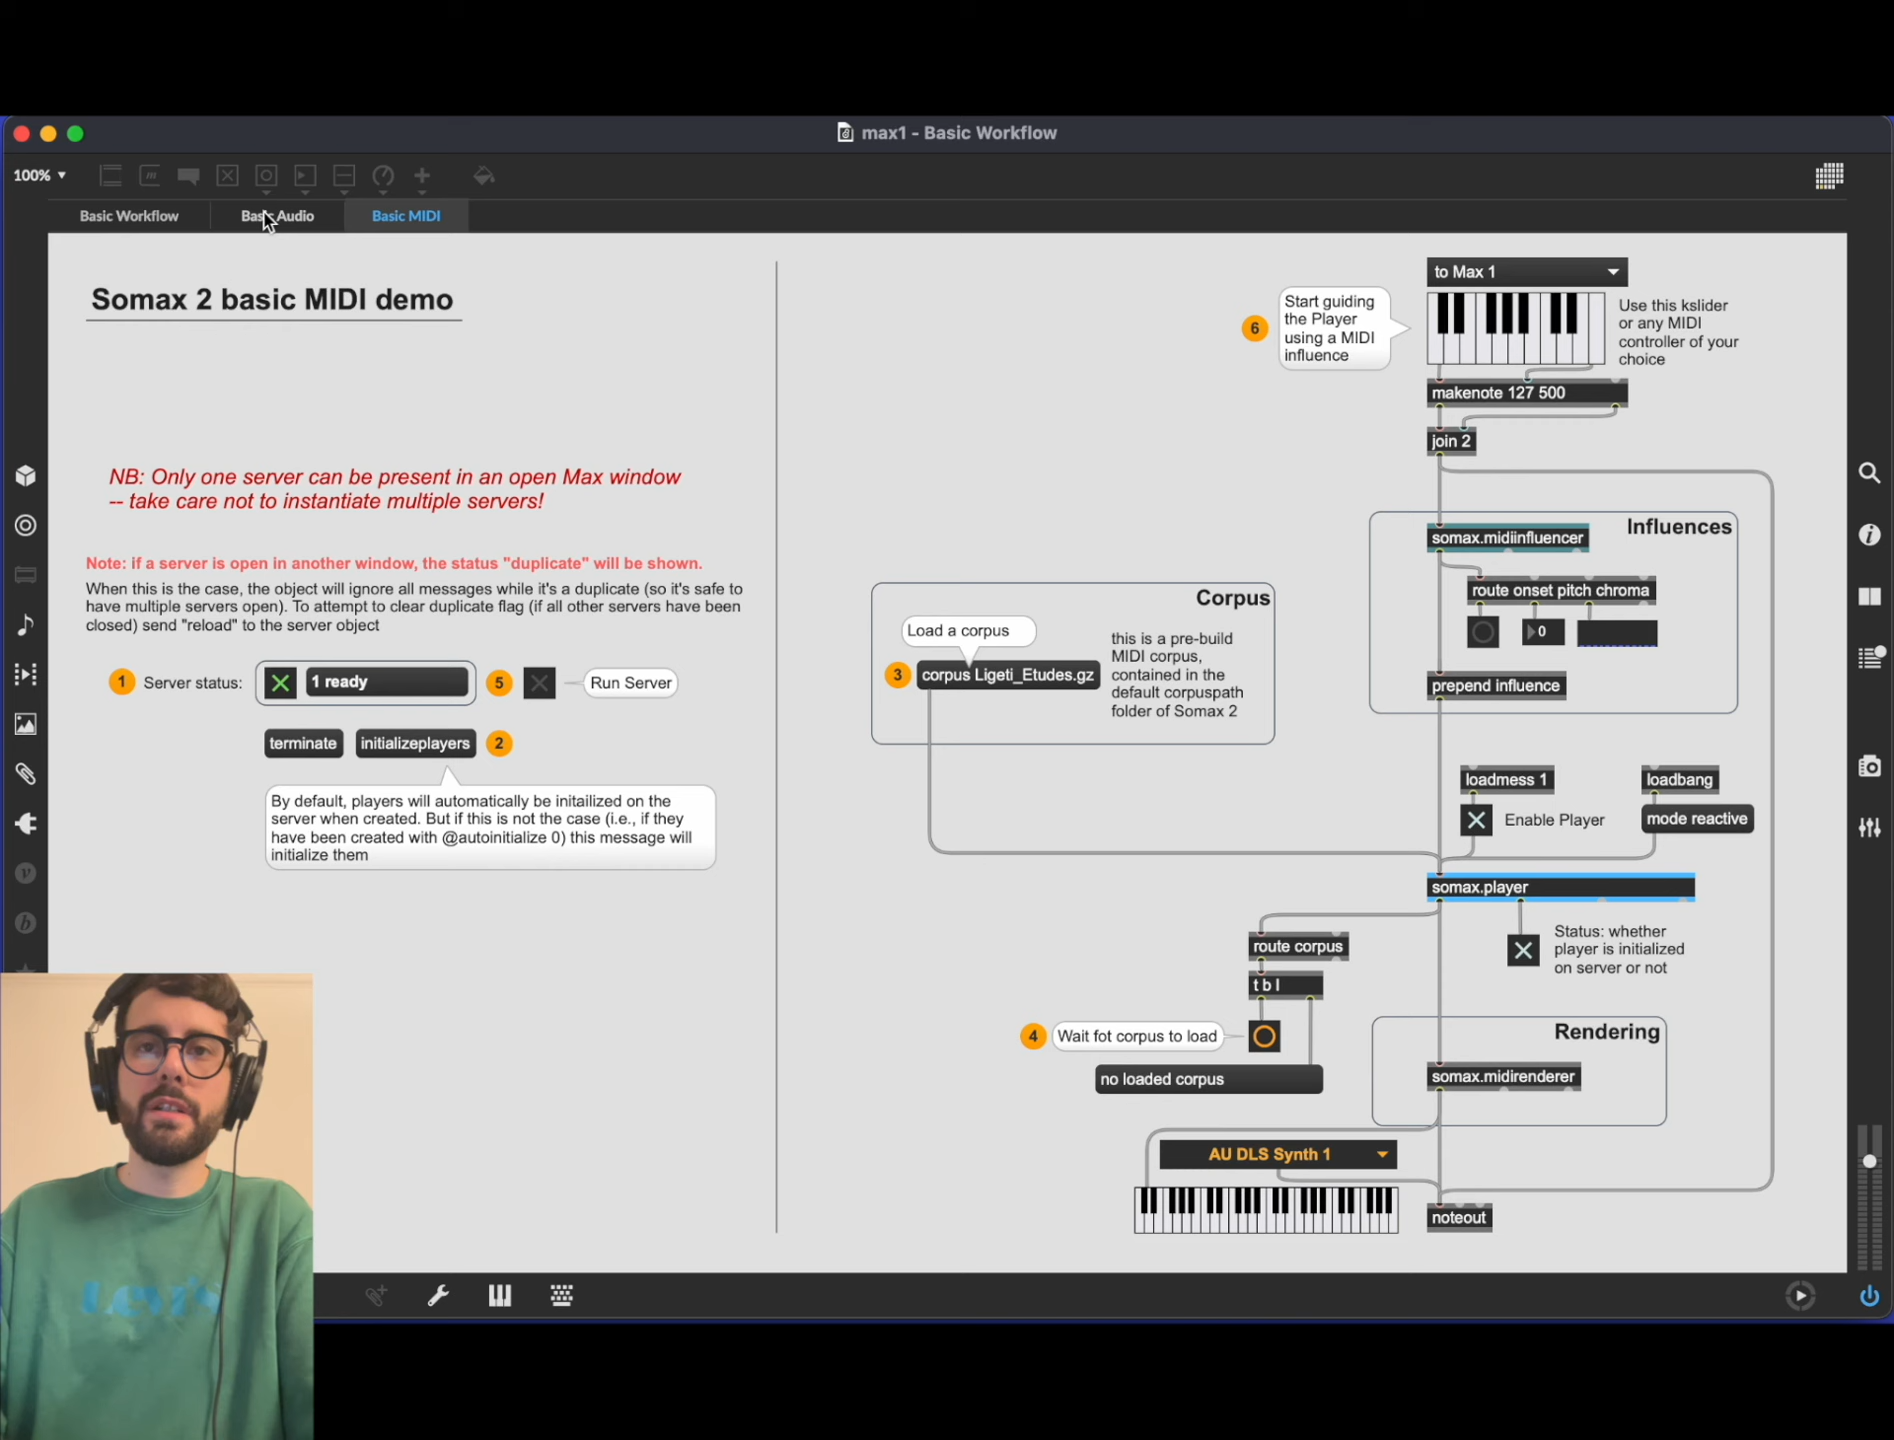 max1 - Basic Workflow
100%
Basic Workflow
Basic Audio
Basic MIDI
Somax 2 basic MIDI demo
NB: Only one server can be present in an open Max window
-- take care not to instantiate multiple servers!
Note: if a server is open in another window, the status "duplicate" will be shown.
When this is the case, the object will ignore all messages while it's a duplicate (so it's safe to
have multiple servers open). To attempt to clear duplicate flag (if all other servers have been
closed) send "reload" to the server object
1
Server status:
1 ready
5
Run Server
terminate
initializeplayers
2
By default, players will automatically be initailized on the
server when created. But if this is not the case (i.e., if they
have been created with @autoinitialize 0) this message will
initialize them
Corpus
Load a corpus
3
corpus Ligeti_Etudes.gz
this is a pre-build
MIDI corpus,
contained in the
default corpuspath
folder of Somax 2
to Max 1
6
Start guiding
the Player
using a MIDI
influence
Use this kslider
or any MIDI
controller of your
choice
makenote 127 500
join 2
Influences
somax.midiinfluencer
route onset pitch chroma
0
prepend influence
loadmess 1
loadbang
Enable Player
mode reactive
somax.player
route corpus
t b l
Status: whether
player is initialized
on server or not
4
Wait fot corpus to load
no loaded corpus
Rendering
somax.midirenderer
AU DLS Synth 1
noteout
Levi's